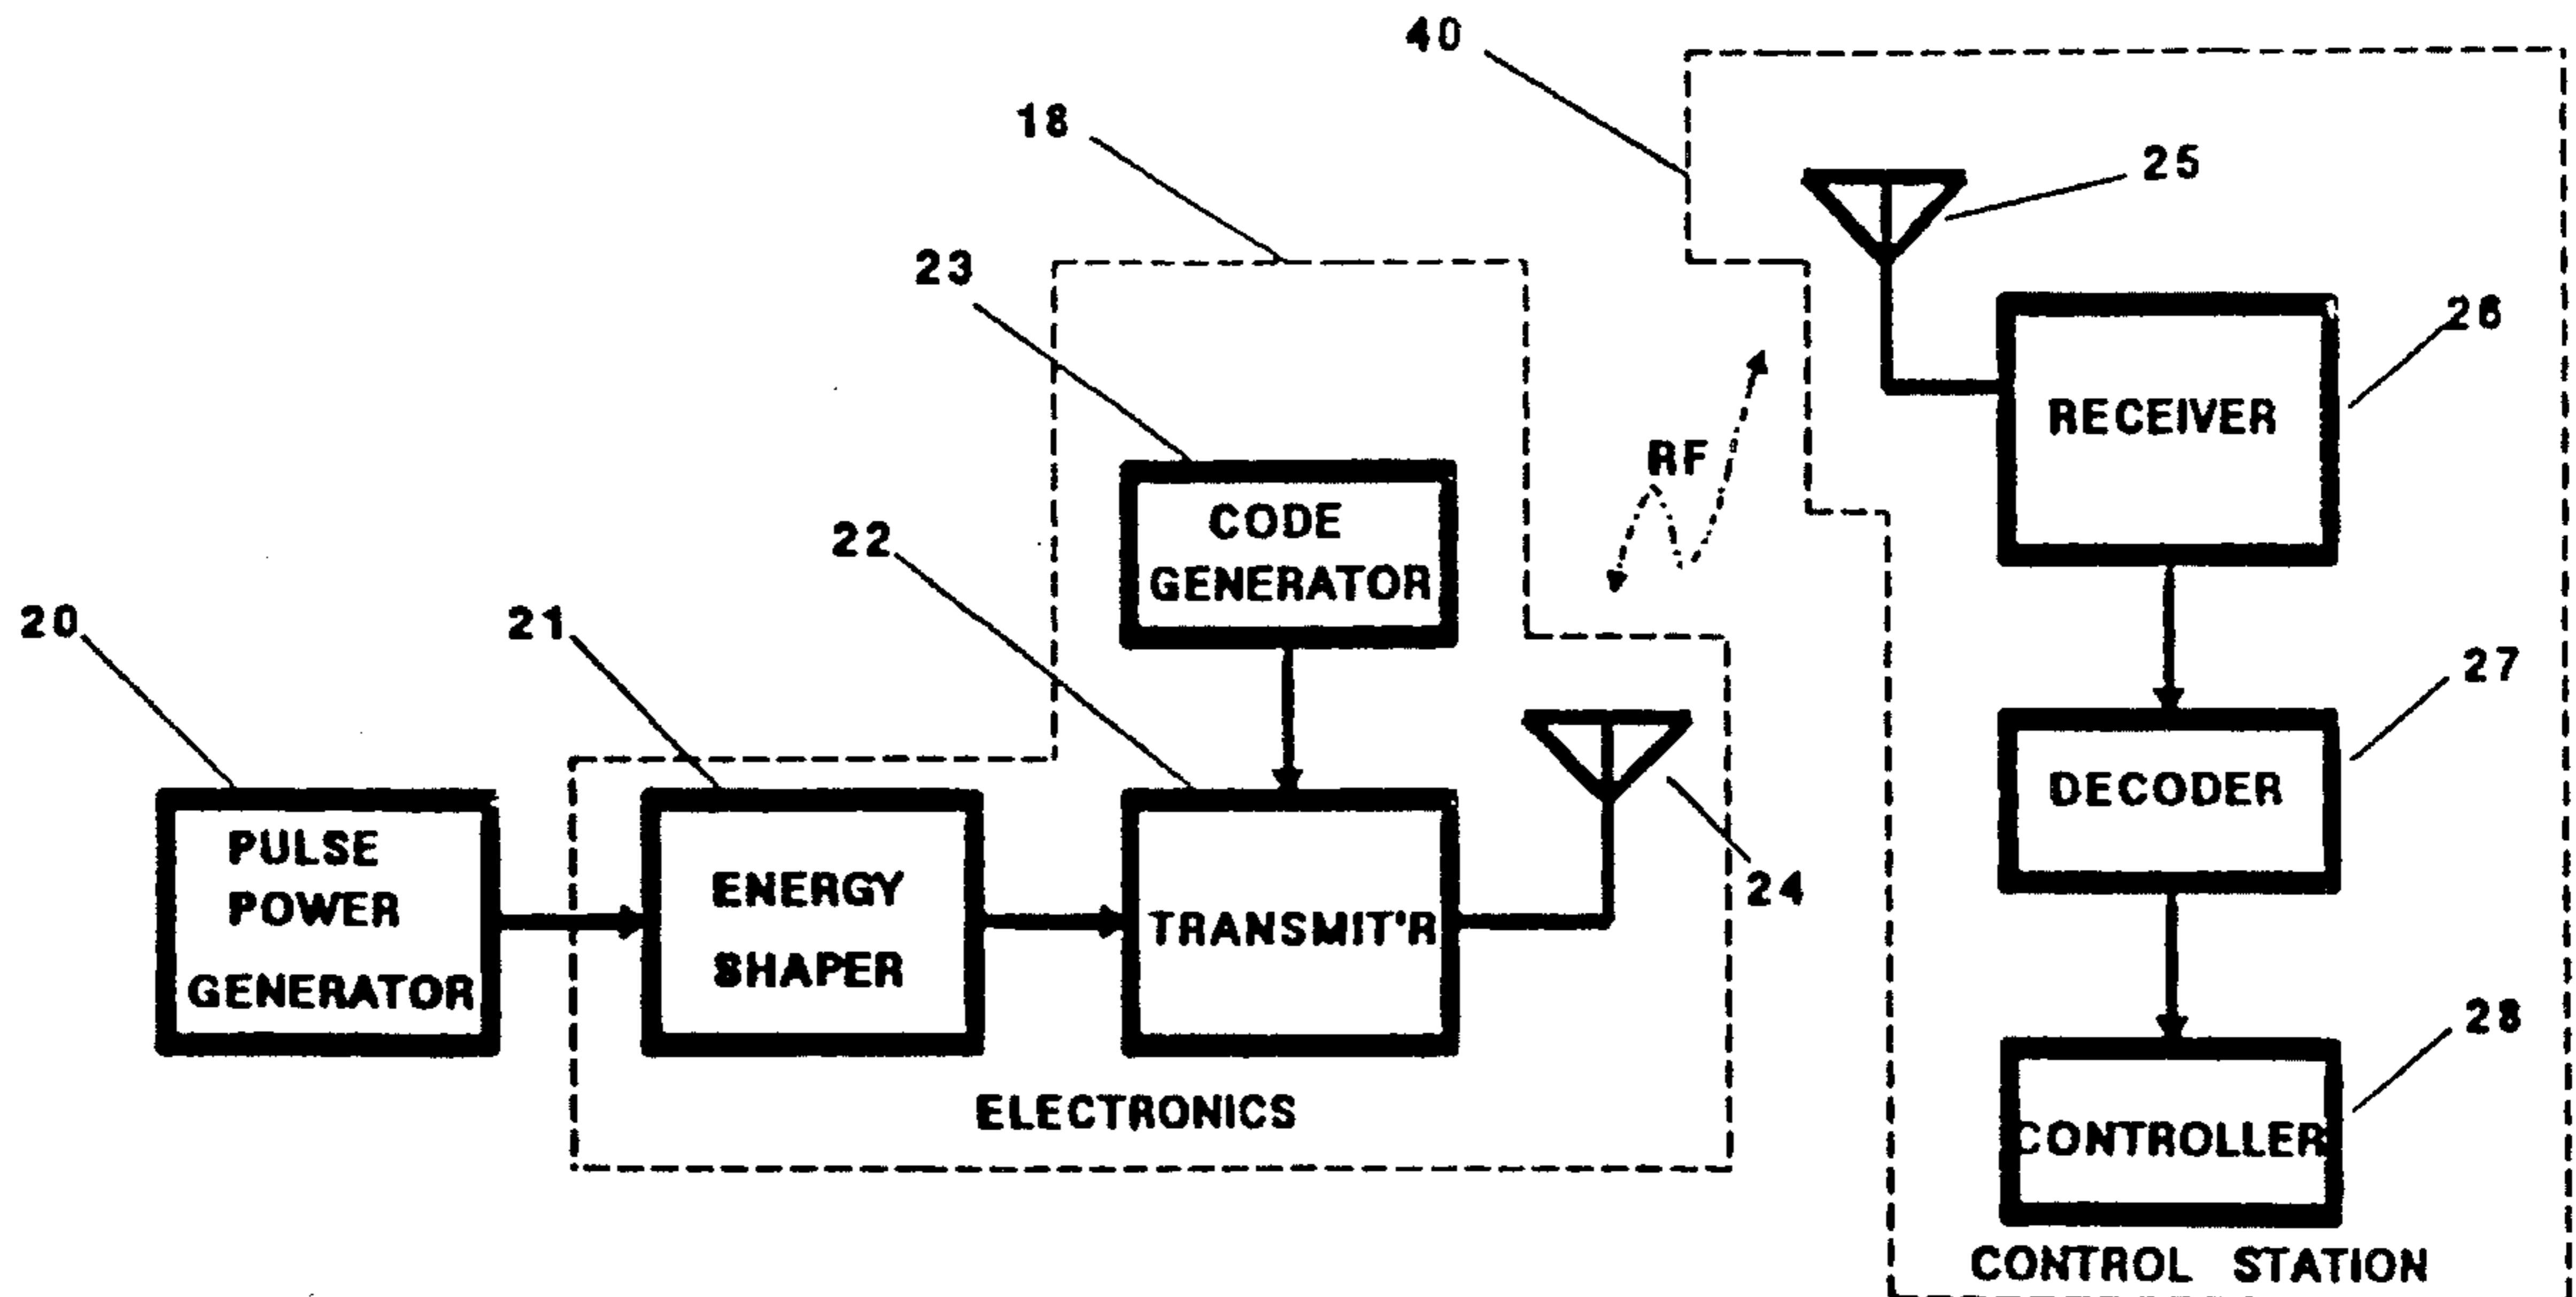 40
18
25
23
26
RF
RECEIVER
CODE
GENERATOR
22
20
21
27
DECODER
PULSE
POWER
GENERATOR
ENERGY
SHAPER
TRANSMIT'R
24
28
ELECTRONICS
CONTROLLER
CONTROL STATION